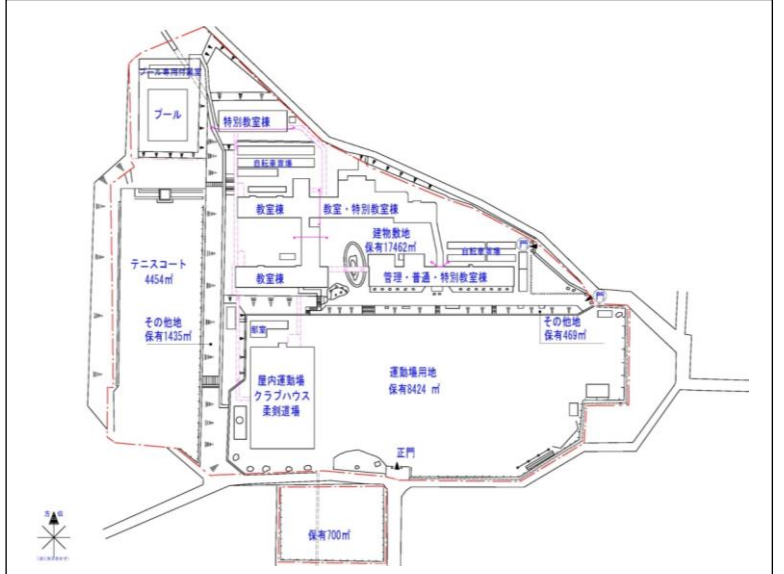 プール専用付属室
プール
特別教室棟
自転車置場
教室棟
教室・特別教室棟
建物敷地
保有17462㎡
自転車置場
門
テニスコート
4454㎡
教室棟
管理・普通・特別教室棟
門
その他地
保有1435㎡
その他地
保有469㎡
部室
運動場用地
保有8424 ㎡
屋内運動場
クラブハウス
柔剣道場
正門
保有700㎡